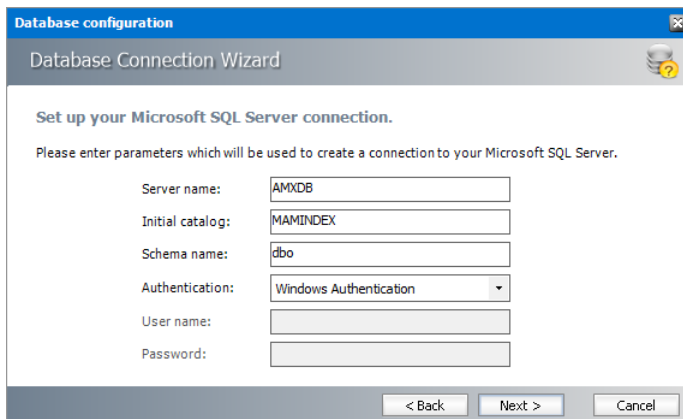 Database configuration
Database Connection Wizard
Set up your Microsoft SQL Server connection.
Please enter parameters which will be used to create a connection to your Microsoft SQL Server.
Server name: AMXDB
Initial catalog: MAMINDEX
Schema name: dbo
Authentication: Windows Authentication
User name:
Password:
< Back Next > Cancel